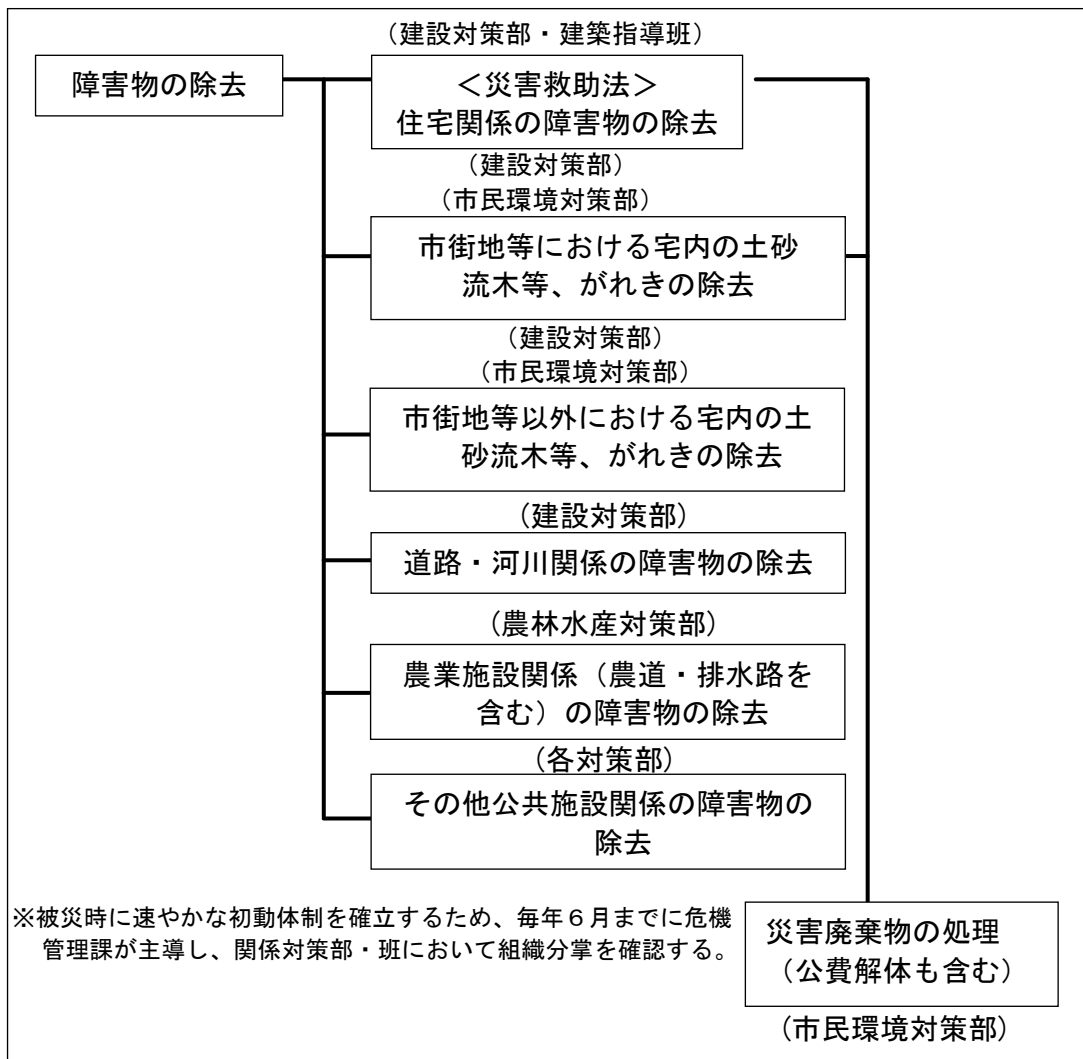 （建設対策部・建築指導班）
障害物の除去
＜災害救助法＞
住宅関係の障害物の除去
（建設対策部）
（市民環境対策部）
市街地等における宅内の土砂
流木等、がれきの除去
（建設対策部）
（市民環境対策部）
市街地等以外における宅内の土
砂流木等、がれきの除去
（建設対策部）
道路・河川関係の障害物の除去
（農林水産対策部）
農業施設関係（農道・排水路を
含む）の障害物の除去
（各対策部）
その他公共施設関係の障害物の
除去
※被災時に速やかな初動体制を確立するため、毎年６月までに危機
管理課が主導し、関係対策部・班において組織分掌を確認する。
災害廃棄物の処理
（公費解体も含む）
（市民環境対策部）